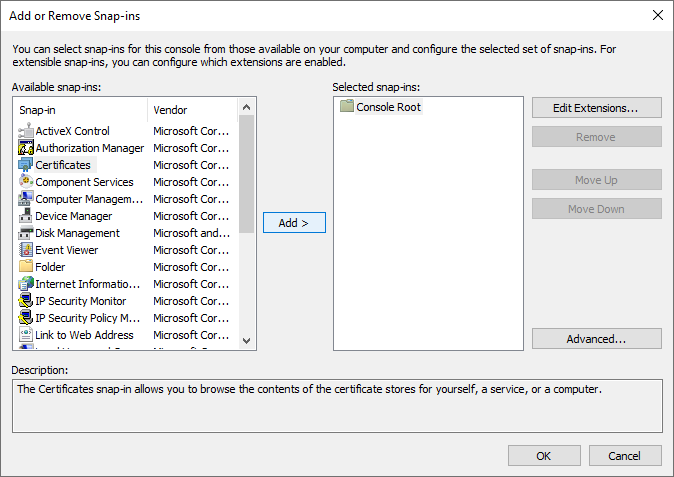 Add or Remove Snap-ins
You can select snap-ins for this console from those available on your computer and configure the selected set of snap-ins. For
extensible snap-ins, you can configure which extensions are enabled.
Available snap-ins:
Snap-in Vendor
ActiveX Control Microsoft Cor...
Authorization Manager Microsoft Cor...
Certificates Microsoft Cor...
Component Services Microsoft Cor...
Computer Managem... Microsoft Cor...
Device Manager Microsoft Cor...
Disk Management Microsoft and...
Event Viewer Microsoft Cor...
Folder Microsoft Cor...
Internet Informatio... Microsoft Cor...
IP Security Monitor Microsoft Cor...
IP Security Policy M... Microsoft Cor...
Link to Web Address Microsoft Cor...
Add >
Selected snap-ins:
Console Root
Edit Extensions...
Remove
Move Up
Move Down
Advanced...
Description:
The Certificates snap-in allows you to browse the contents of the certificate stores for yourself, a service, or a computer.
OK
Cancel